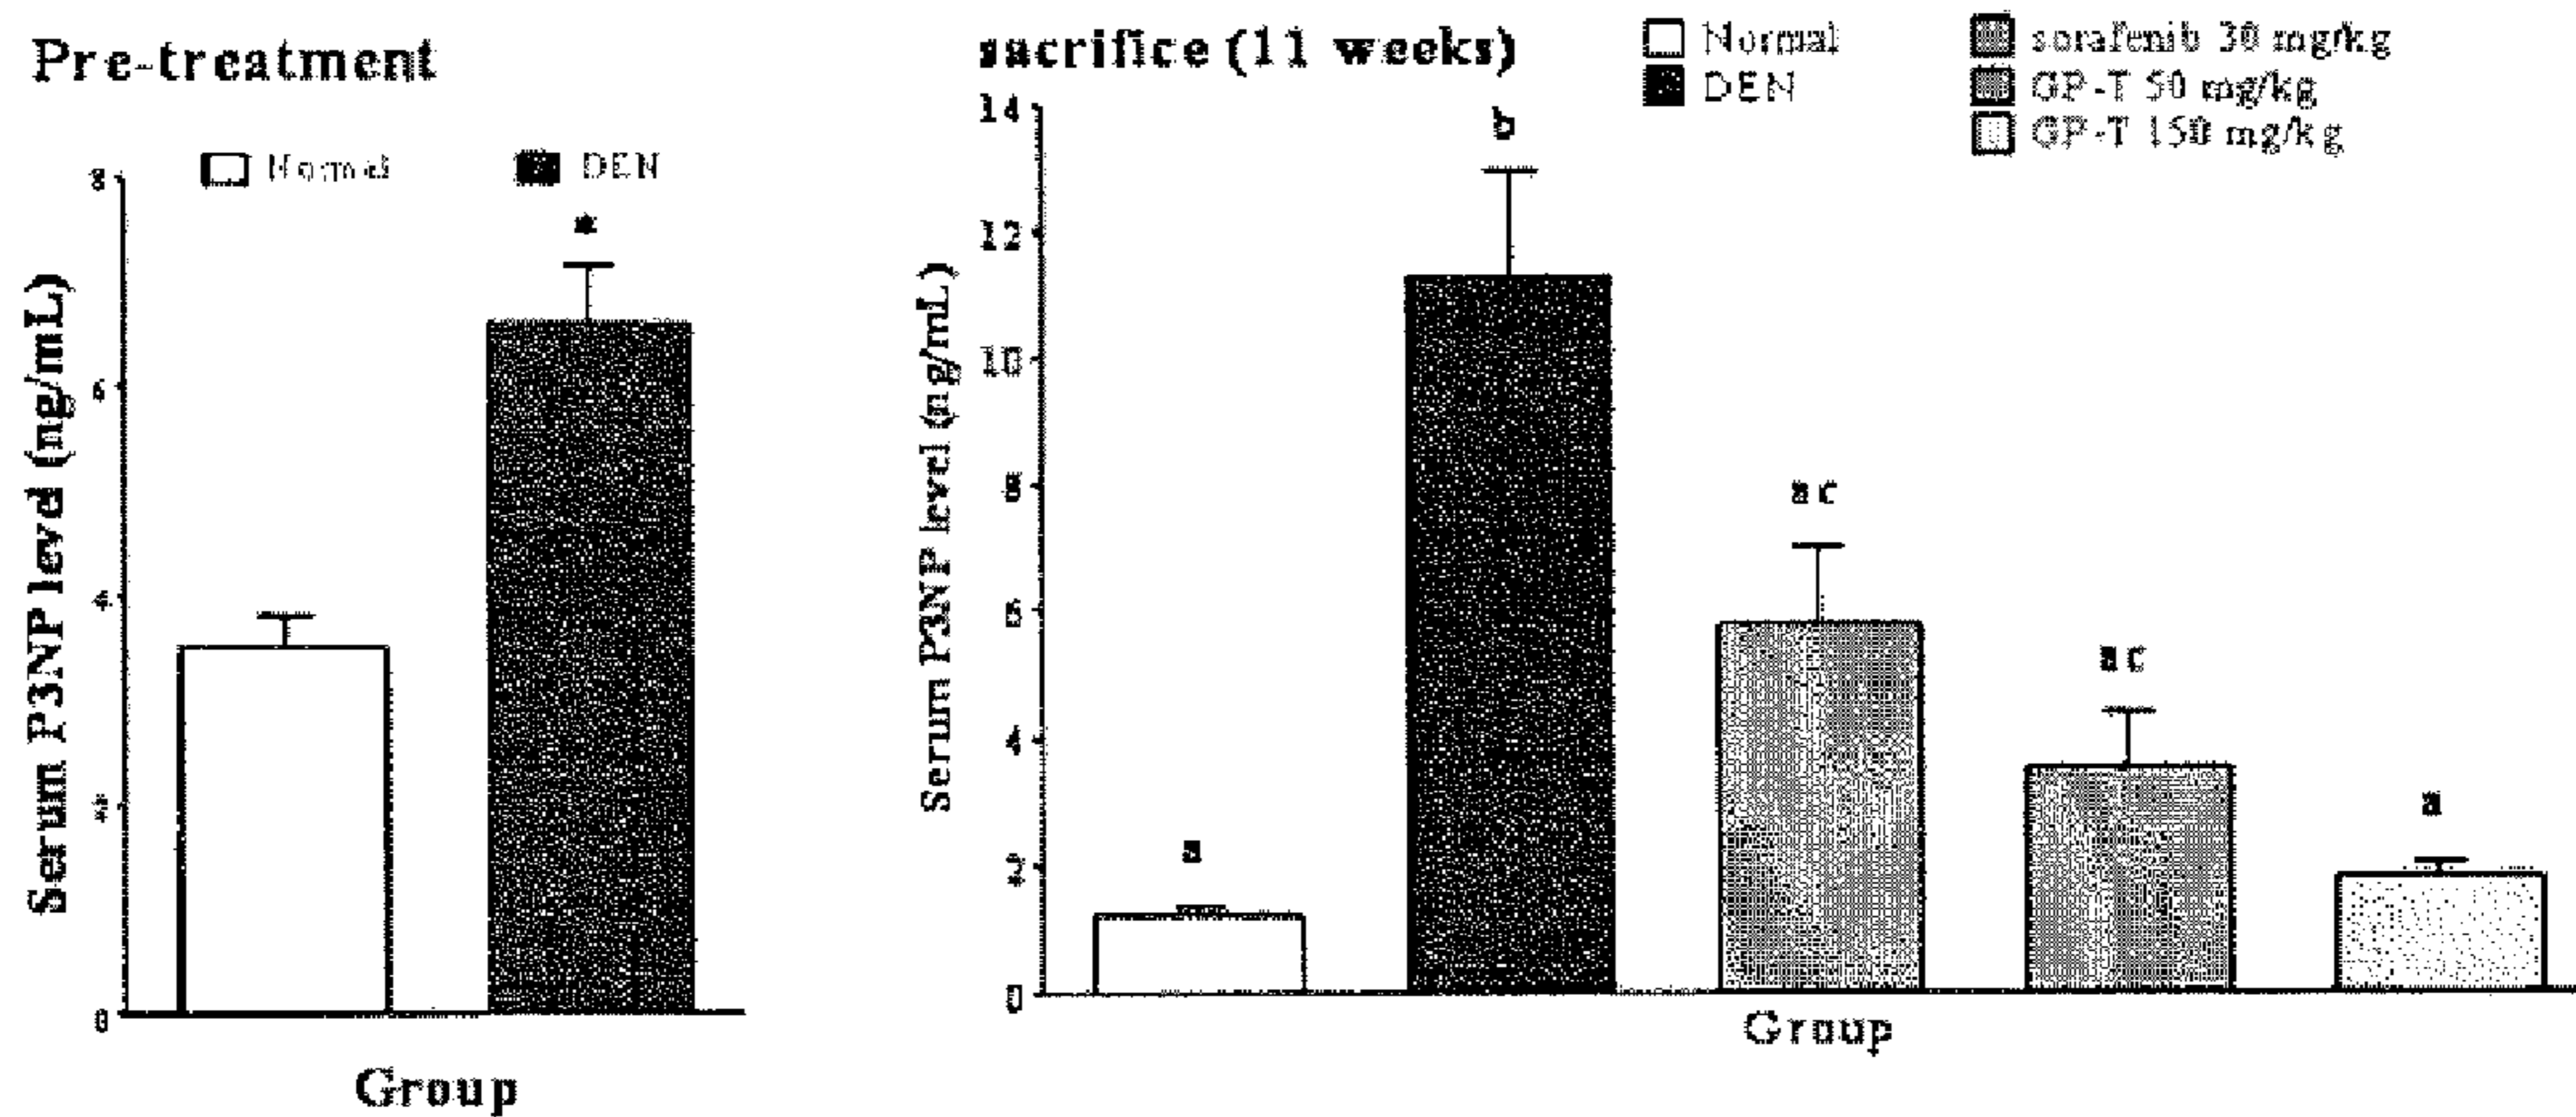 Pre-treatment
Normal
DEN
8
6
4
2
0
*
Serum P3NP level (ng/mL)
Group
sacrifice (11 weeks)
Normal
DEN
sorafenib 30 mg/kg
GP-T 50 mg/kg
GP-T 150 mg/kg
14
12
10
8
6
4
2
0
Serum P3NP level (ng/mL)
a
b
ac
ac
a
Group